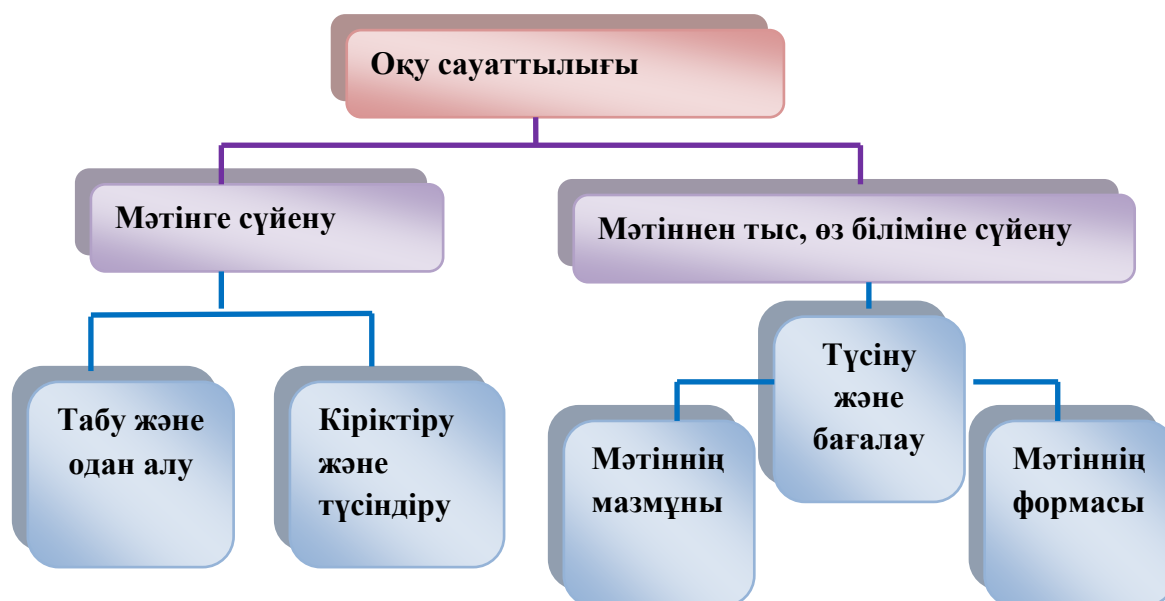 Оқу сауаттылығы
Мәтінге сүйену
Мәтіннен тыс, өз біліміне сүйену
Табу және
одан алу
Кіріктіру
және
түсіндіру
Түсіну
және
бағалау
Мәтіннің
мазмұны
Мәтіннің
формасы